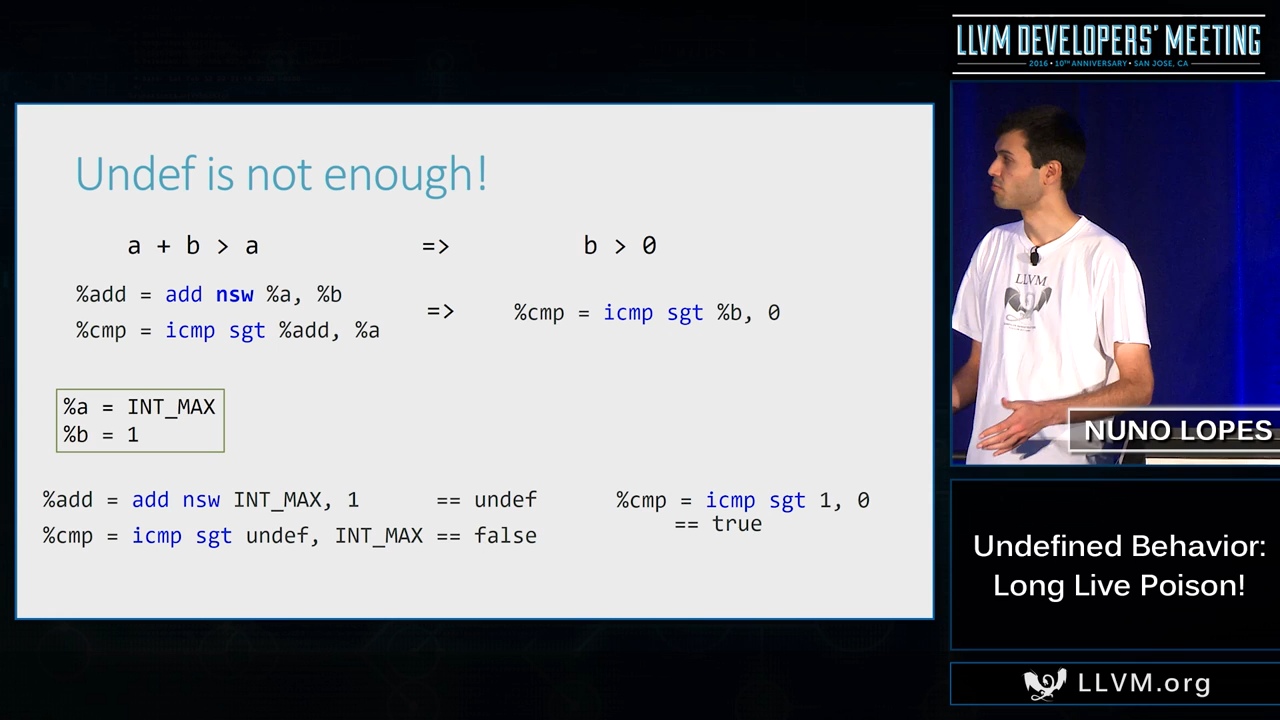 LLVM DEVELOPERS' MEETING
2016 • 10TH ANNIVERSARY • SAN JOSE, CA
Undef is not enough!
a + b > a => b > 0
%add = add nsw %a, %b
%cmp = icmp sgt %add, %a
=> %cmp = icmp sgt %b, 0
%a = INT_MAX
%b = 1
%add = add nsw INT_MAX, 1 == undef
%cmp = icmp sgt undef, INT_MAX == false
%cmp = icmp sgt 1, 0
== true
LLVM
NUNO LOPES
Undefined Behavior:
Long Live Poison!
LLVM.org